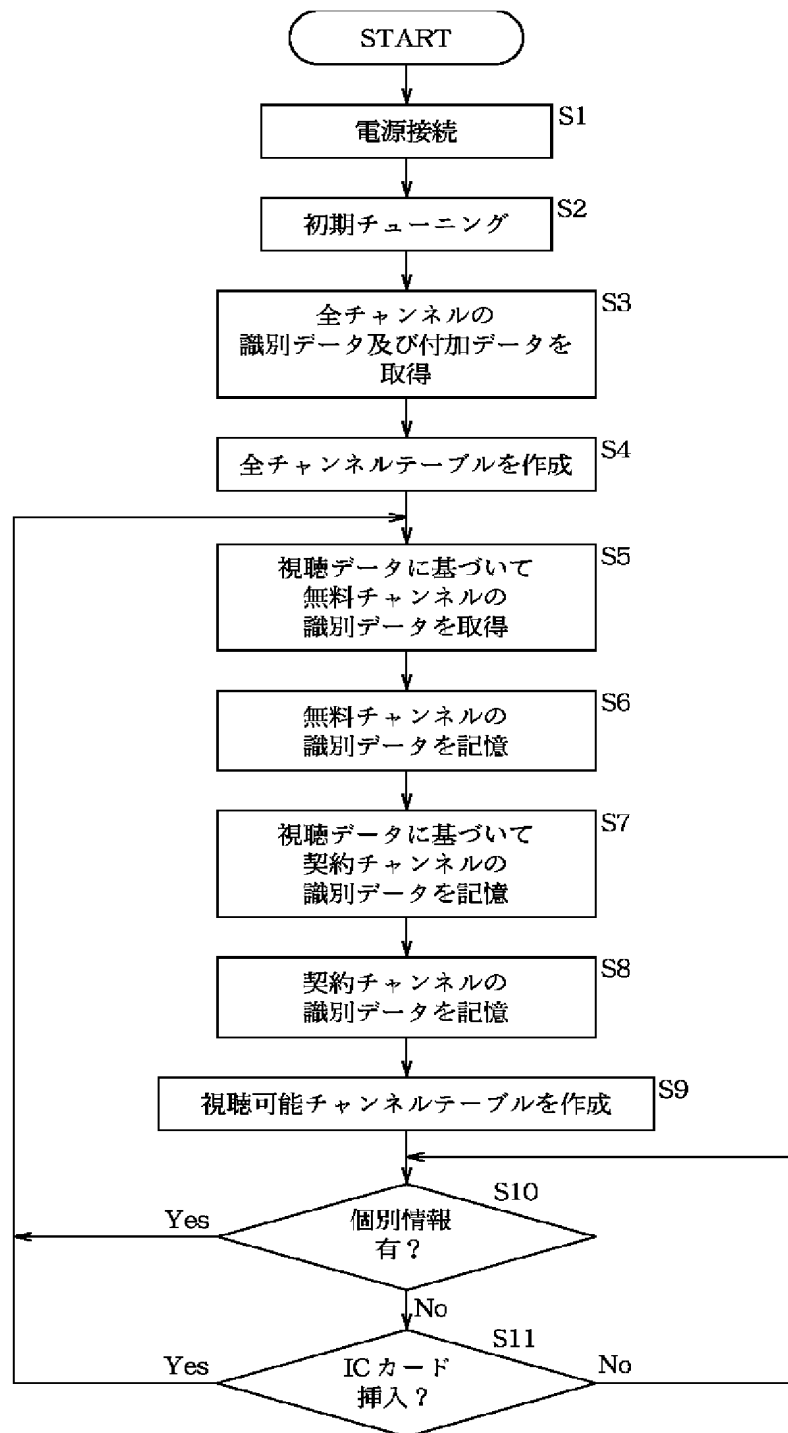 START
電源接続
S1
初期チューニング
S2
全チャンネルの
識別データ及び付加データを
取得
S3
全チャンネルテーブルを作成
S4
視聴データに基づいて
無料チャンネルの
識別データを取得
S5
無料チャンネルの
識別データを記憶
S6
視聴データに基づいて
契約チャンネルの
識別データを記憶
S7
契約チャンネルの
識別データを記憶
S8
視聴可能チャンネルテーブルを作成
S9
S10
Yes
個別情報
有？
No
S11
Yes
ICカード
挿入？
No